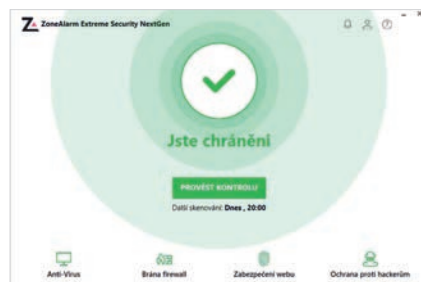 ZoneAlarm Extreme Security NextGen
Jste chránění
PROVÉST KONTROLU
Další skenování: Dnes , 20:00
Anti-Virus
Brána firewall
Zabezpečení webu
Ochrana proti hackerům